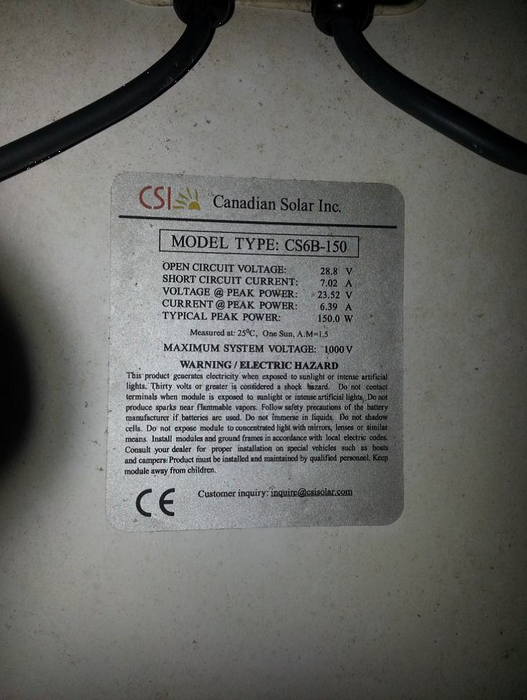 CSI Canadian Solar Inc.
MODEL TYPE: CS6B-150
OPEN CIRCUIT VOLTAGE: 28.8 V
SHORT CIRCUIT CURRENT: 7.02 A
VOLTAGE @ PEAK POWER: 23.52 V
CURRENT @ PEAK POWER: 6.39 A
TYPICAL PEAK POWER: 150.0 W
Measured at: 25°C, One Sun, A.M=1.5
MAXIMUM SYSTEM VOLTAGE: 1000V
WARNING / ELECTRIC HAZARD
This product generates electricity when exposed to sunlight or intense artificial
lights. Thirty volts or greater is considered a shock hazard. Do not contact
terminals when module is exposed to sunlight or intense artificial lights. Do not
produce sparks near flammable vapors. Follow safety precautions of the battery
manufacturer if batteries are used. Do not immerse in liquids. Do not shadow
cells. Do not expose module to concentrated light with mirrors, lenses or similar
means. Install modules and ground frames in accordance with local electric codes.
Consult your dealer for proper installation on special vehicles such as boats
and campers. Product must be installed and maintained by qualified personnel. Keep
module away from children.
CE Customer inquiry: inquire@csisolar.com